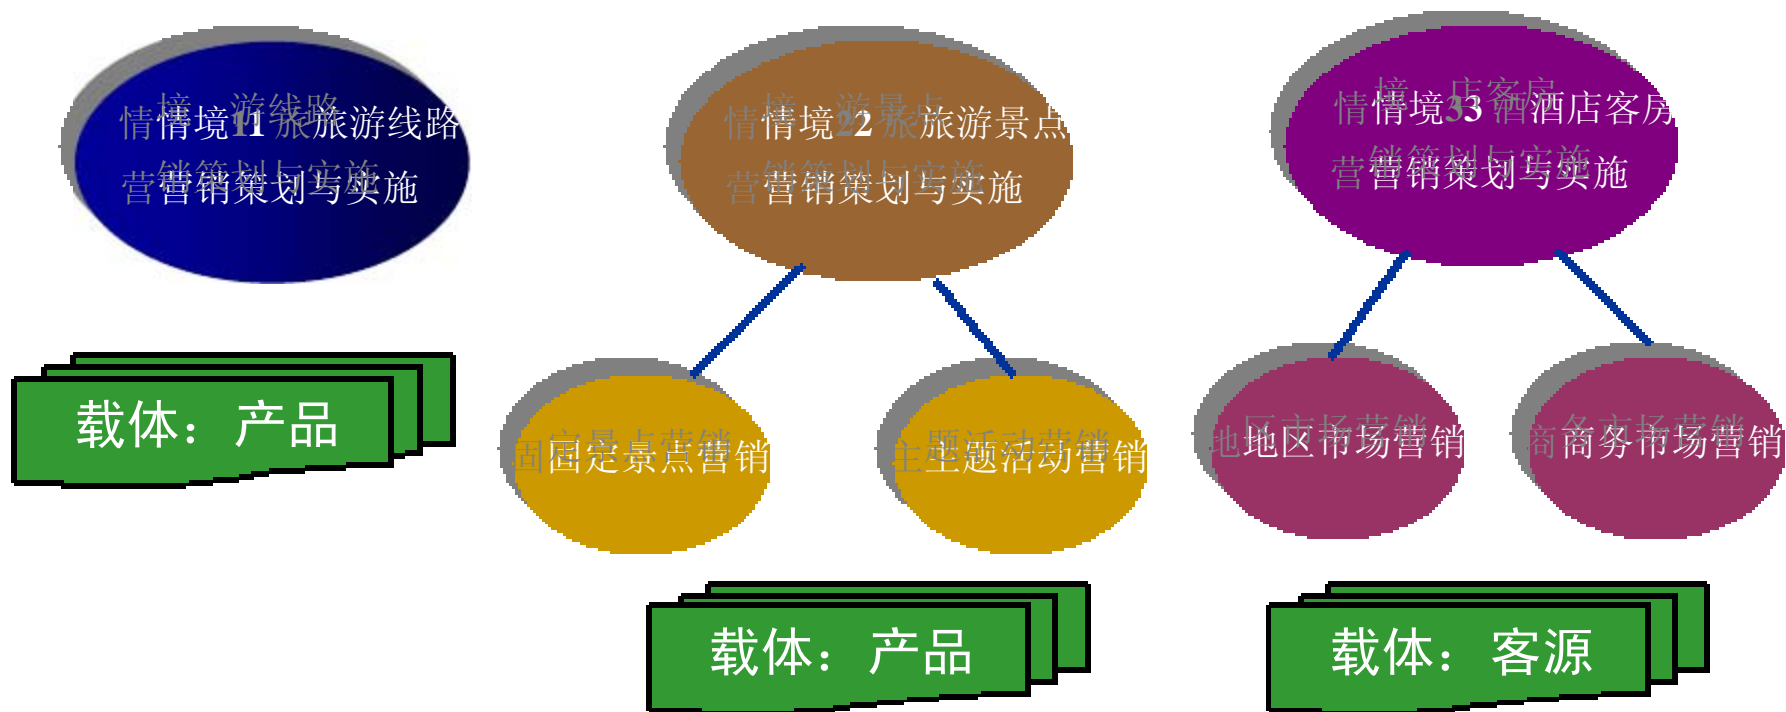 情境1 旅游线路
营销策划与实施
情境2 旅游景点
营销策划与实施
情境3 酒店客房
营销策划与实施
载体：产品
固定景点营销
主题活动营销
地区市场营销
商务市场营销
载体：产品
载体：客源